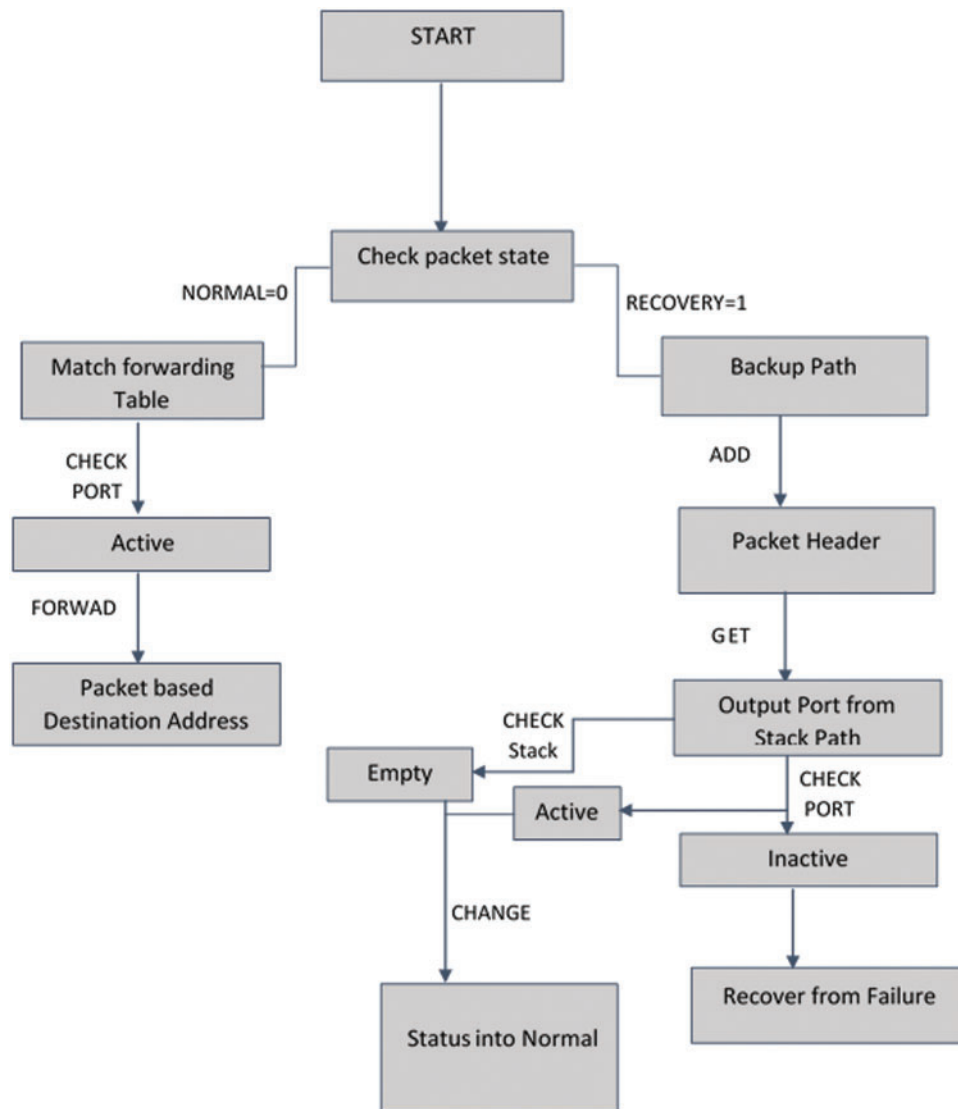 START
Check packet state
NORMAL=0
RECOVERY=1
Match forwarding
Table
Backup Path
CHECK
PORT
ADD
Active
Packet Header
FORWAD
GET
Packet based
Destination Address
Output Port from
Stack Path
CHECK
Stack
Empty
CHECK
PORT
Active
Inactive
CHANGE
Recover from Failure
Status into Normal